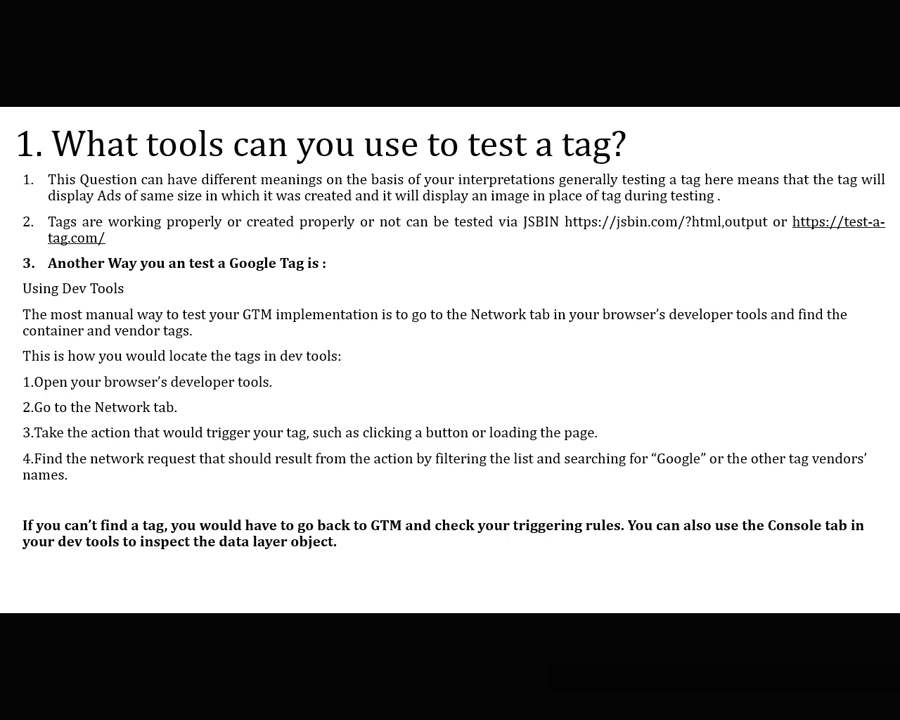 1. What tools can you use to test a tag?
1. This Question can have different meanings on the basis of your interpretations generally testing a tag here means that the tag will
display Ads of same size in which it was created and it will display an image in place of tag during testing .
2. Tags are working properly or created properly or not can be tested via JSBIN https://jsbin.com/?html,output or https://test-a-
tag.com/
3. Another Way you an test a Google Tag is :
Using Dev Tools
The most manual way to test your GTM implementation is to go to the Network tab in your browser’s developer tools and find the
container and vendor tags.
This is how you would locate the tags in dev tools:
1.Open your browser’s developer tools.
2.Go to the Network tab.
3.Take the action that would trigger your tag, such as clicking a button or loading the page.
4.Find the network request that should result from the action by filtering the list and searching for “Google” or the other tag vendors’
names.
If you can’t find a tag, you would have to go back to GTM and check your triggering rules. You can also use the Console tab in
your dev tools to inspect the data layer object.